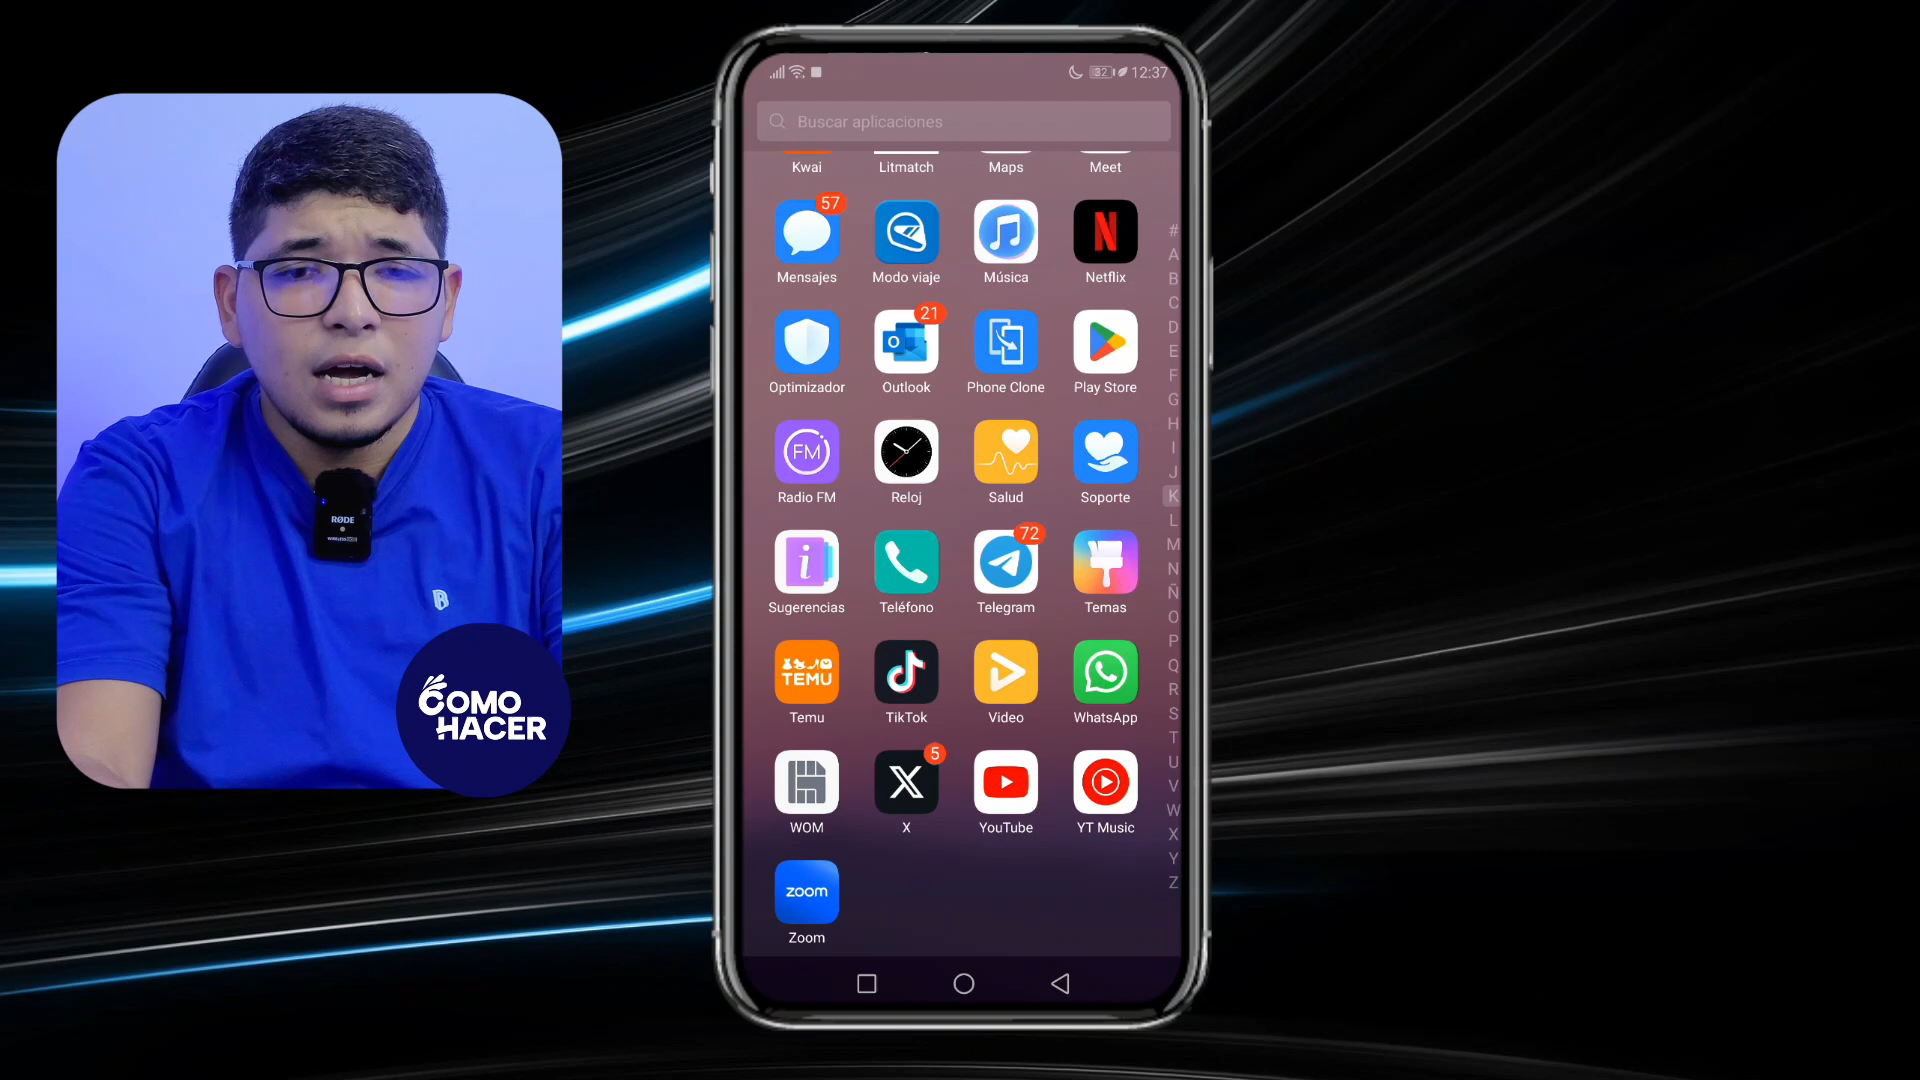 32 12:37
Buscar aplicaciones
Kwai Litmatch Maps Meet
57
Mensajes Modo viaje Música Netflix
21
Optimizador Outlook Phone Clone Play Store
FM
Radio FM Reloj Salud Soporte
72
Sugerencias Teléfono Telegram Temas
TEMU
Temu TikTok Video WhatsApp
5
WOM X YouTube YT Music
zoom
Zoom
#
A
B
C
D
E
F
G
H
I
J
K
L
M
N
Ñ
O
P
Q
R
S
T
U
V
W
X
Y
Z
RØDE
B
COMO
HACER